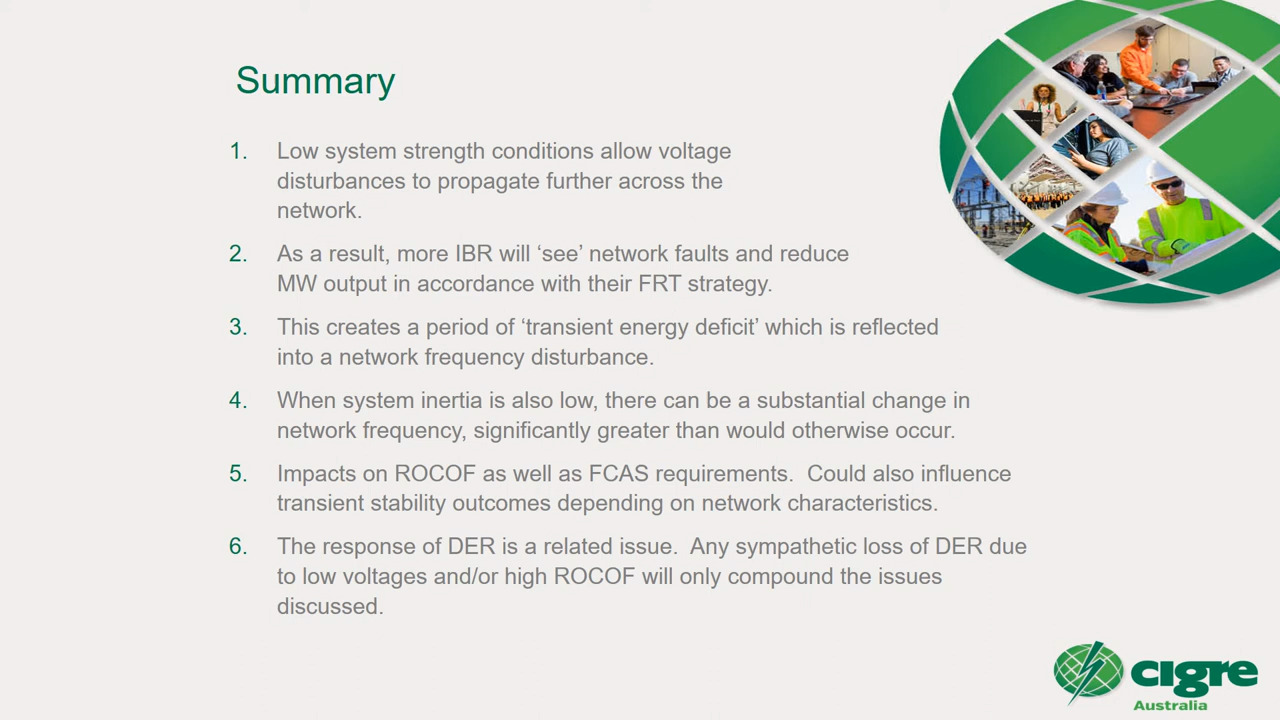 Summary
1. Low system strength conditions allow voltage
disturbances to propagate further across the
network.
2. As a result, more IBR will ‘see’ network faults and reduce
MW output in accordance with their FRT strategy.
3. This creates a period of ‘transient energy deficit’ which is reflected
into a network frequency disturbance.
4. When system inertia is also low, there can be a substantial change in
network frequency, significantly greater than would otherwise occur.
5. Impacts on ROCOF as well as FCAS requirements.  Could also influence
transient stability outcomes depending on network characteristics.
6. The response of DER is a related issue.  Any sympathetic loss of DER due
to low voltages and/or high ROCOF will only compound the issues
discussed.
cigre
Australia